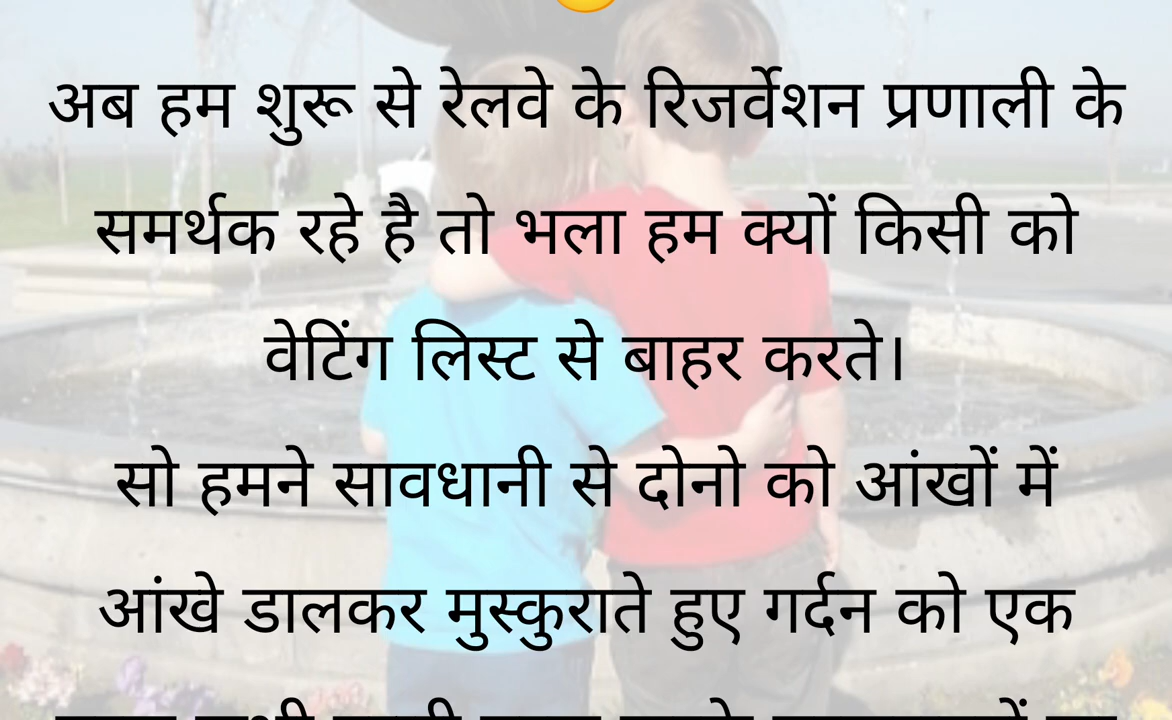 अब हम शुरू से रेलवे के रिजर्वेशन प्रणाली के
समर्थक रहे है तो भला हम क्यों किसी को
वेटिंग लिस्ट से बाहर करते।
सो हमने सावधानी से दोनो को आंखों में
आंखे डालकर मुस्कुराते हुए गर्दन को एक